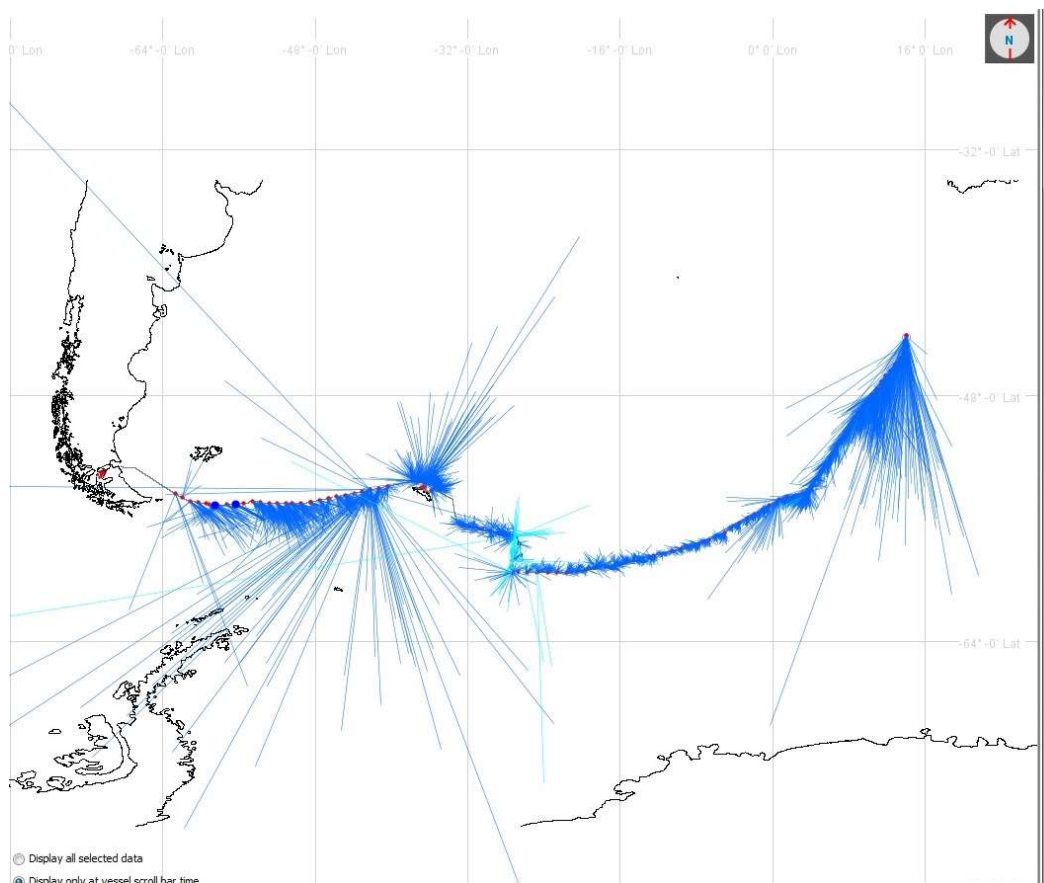 0' Lon
-64°-0' Lon
-48°-0' Lon
-32°-0' Lon
-16°-0' Lon
0°0' Lon
16°0' Lon
N
-32°-0' Lat
-48°-0' Lat
-64°-0' Lat
Display all selected data
Display only at vessel scroll bar time